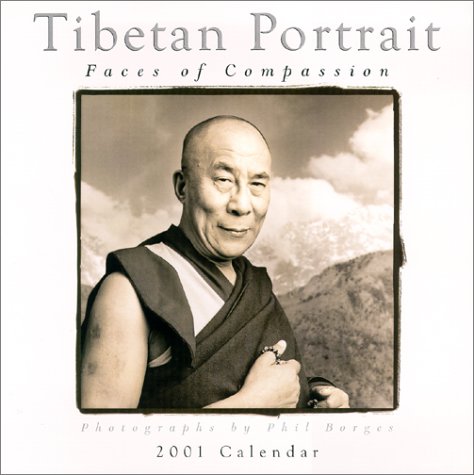 Tibetan Portrait
Faces of Compassion
Photographs by Phil Borges
2001 Calendar